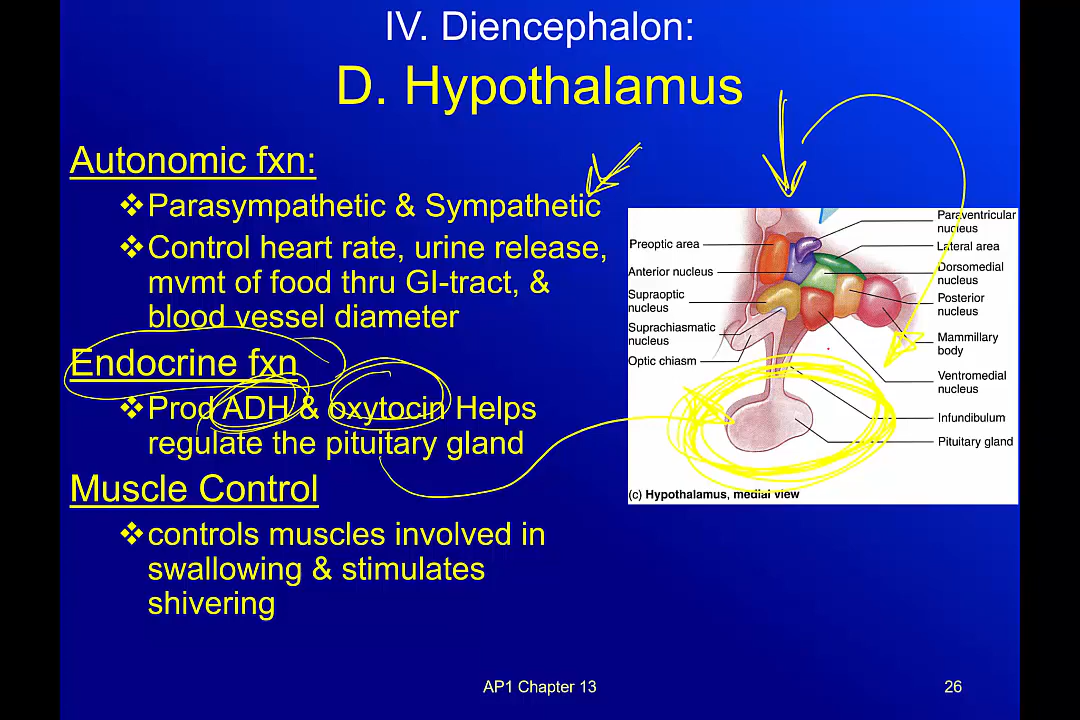 IV. Diencephalon:
D. Hypothalamus
Autonomic fxn:
❖Parasympathetic & Sympathetic
❖Control heart rate, urine release,
mvmt of food thru GI-tract, &
blood vessel diameter
Endocrine fxn
❖Prod ADH & oxytocin Helps
regulate the pituitary gland
Muscle Control
❖controls muscles involved in
swallowing & stimulates
shivering
Preoptic area
Anterior nucleus
Supraoptic
nucleus
Suprachiasmatic
nucleus
Optic chiasm
Paraventricular
nucleus
Lateral area
Dorsomedial
nucleus
Posterior
nucleus
Mammillary
body
Ventromedial
nucleus
Infundibulum
Pituitary gland
(c) Hypothalamus, medial view
AP1 Chapter 13
26